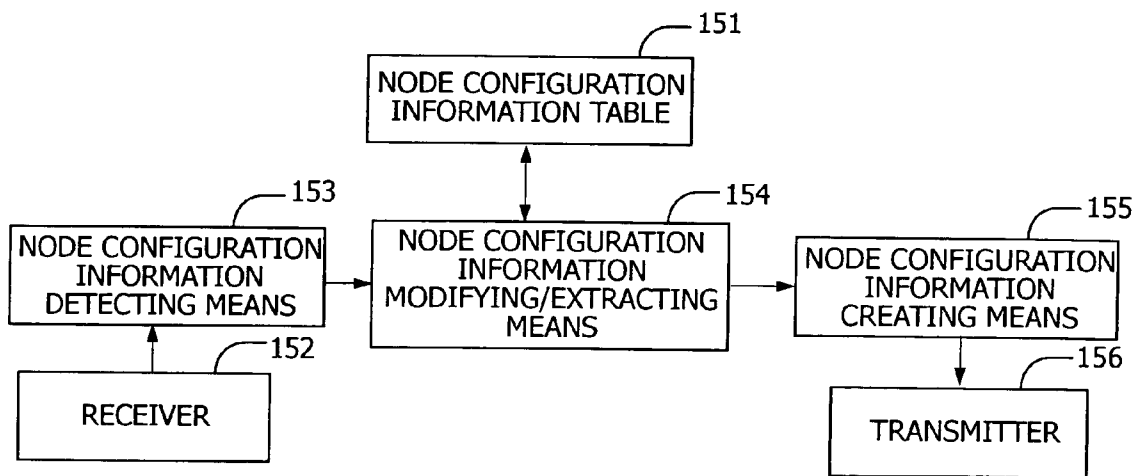 151
NODE CONFIGURATION
INFORMATION TABLE
153
NODE CONFIGURATION
INFORMATION
DETECTING MEANS
154
NODE CONFIGURATION
INFORMATION
MODIFYING/EXTRACTING
MEANS
155
NODE CONFIGURATION
INFORMATION
CREATING MEANS
152
RECEIVER
156
TRANSMITTER